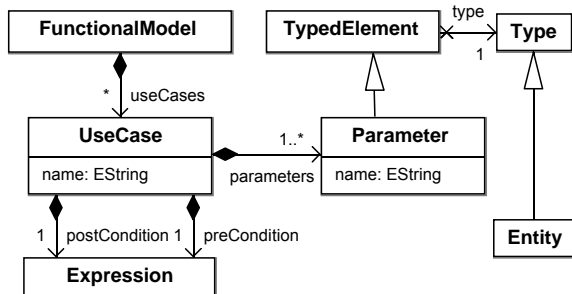 FunctionalModel
TypedElement
type
Type
1
* useCases
UseCase
name: EString
1..*
parameters
Parameter
name: EString
1 postCondition
1 preCondition
Expression
Entity